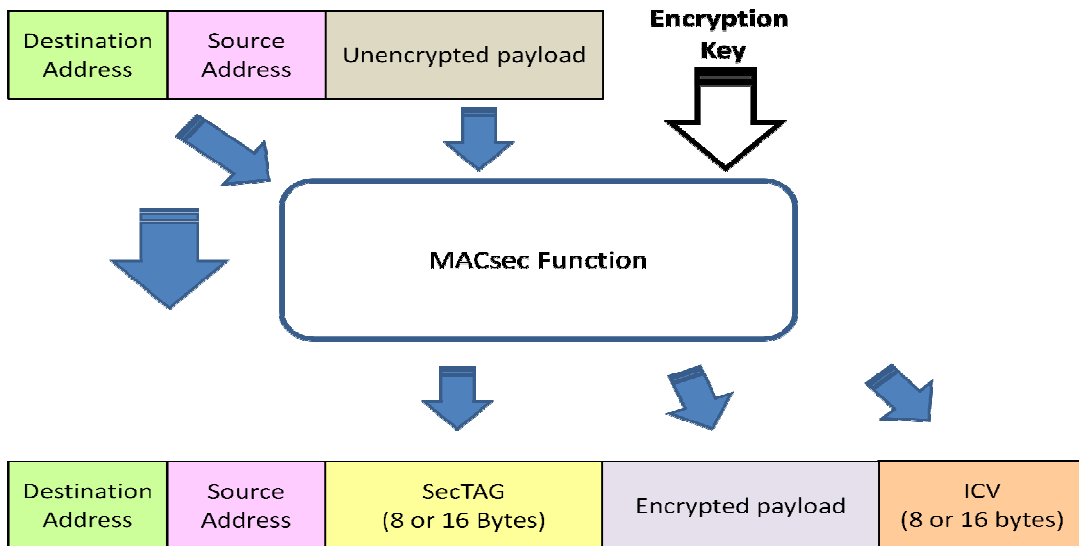 Destination
Address
Source
Address
Unencrypted payload
Encryption
Key
MACsec Function
Destination
Address
Source
Address
SecTAG
(8 or 16 Bytes)
Encrypted payload
ICV
(8 or 16 bytes)